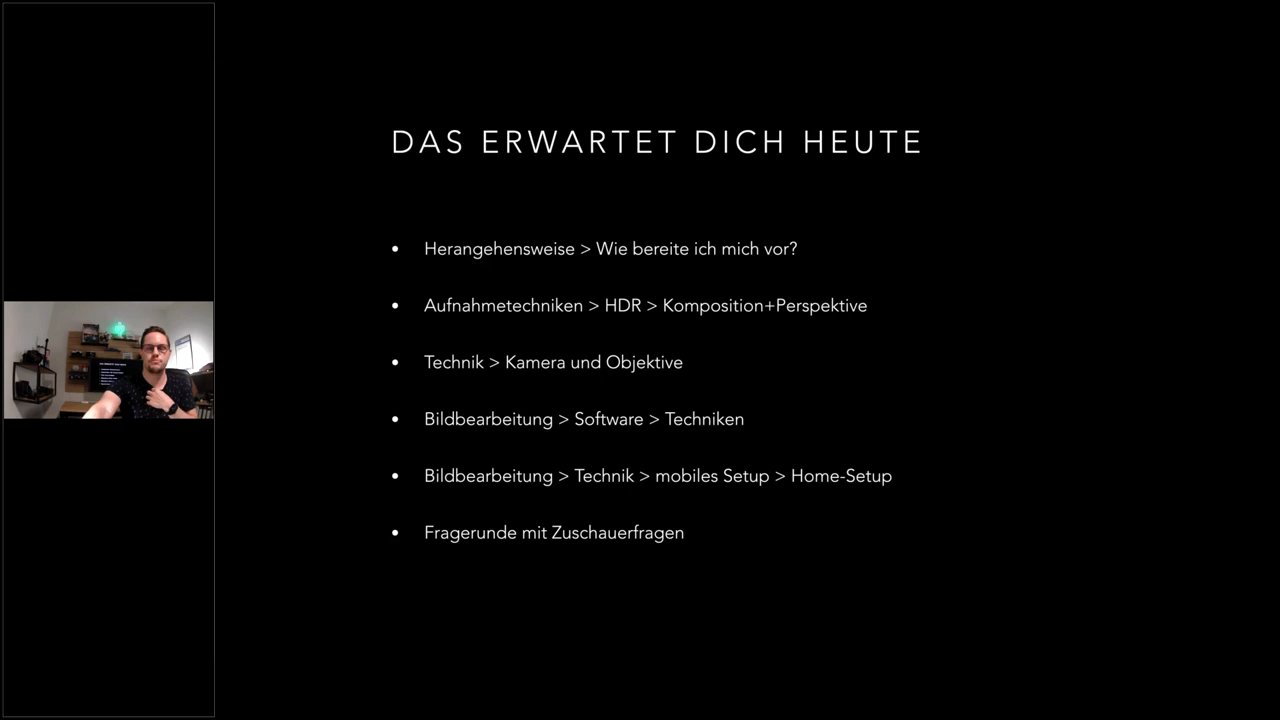 DAS ERWARTET DICH HEUTE
• Herangehensweise > Wie bereite ich mich vor?
• Aufnahmetechniken > HDR > Komposition+Perspektive
• Technik > Kamera und Objektive
• Bildbearbeitung > Software > Techniken
• Bildbearbeitung > Technik > mobiles Setup > Home-Setup
• Fragerunde mit Zuschauerfragen